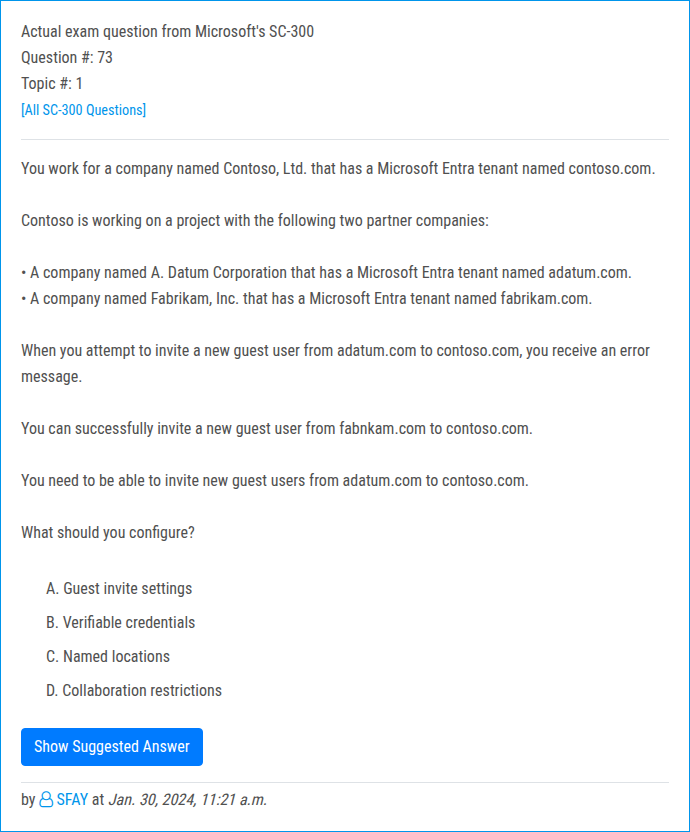 Actual exam question from Microsoft's SC-300
Question #: 73
Topic #: 1
[All SC-300 Questions]
You work for a company named Contoso, Ltd. that has a Microsoft Entra tenant named contoso.com.
Contoso is working on a project with the following two partner companies:
• A company named A. Datum Corporation that has a Microsoft Entra tenant named adatum.com.
• A company named Fabrikam, Inc. that has a Microsoft Entra tenant named fabrikam.com.
When you attempt to invite a new guest user from adatum.com to contoso.com, you receive an error
message.
You can successfully invite a new guest user from fabnkam.com to contoso.com.
You need to be able to invite new guest users from adatum.com to contoso.com.
What should you configure?
A. Guest invite settings
B. Verifiable credentials
C. Named locations
D. Collaboration restrictions
Show Suggested Answer
by SFAY at Jan. 30, 2024, 11:21 a.m.